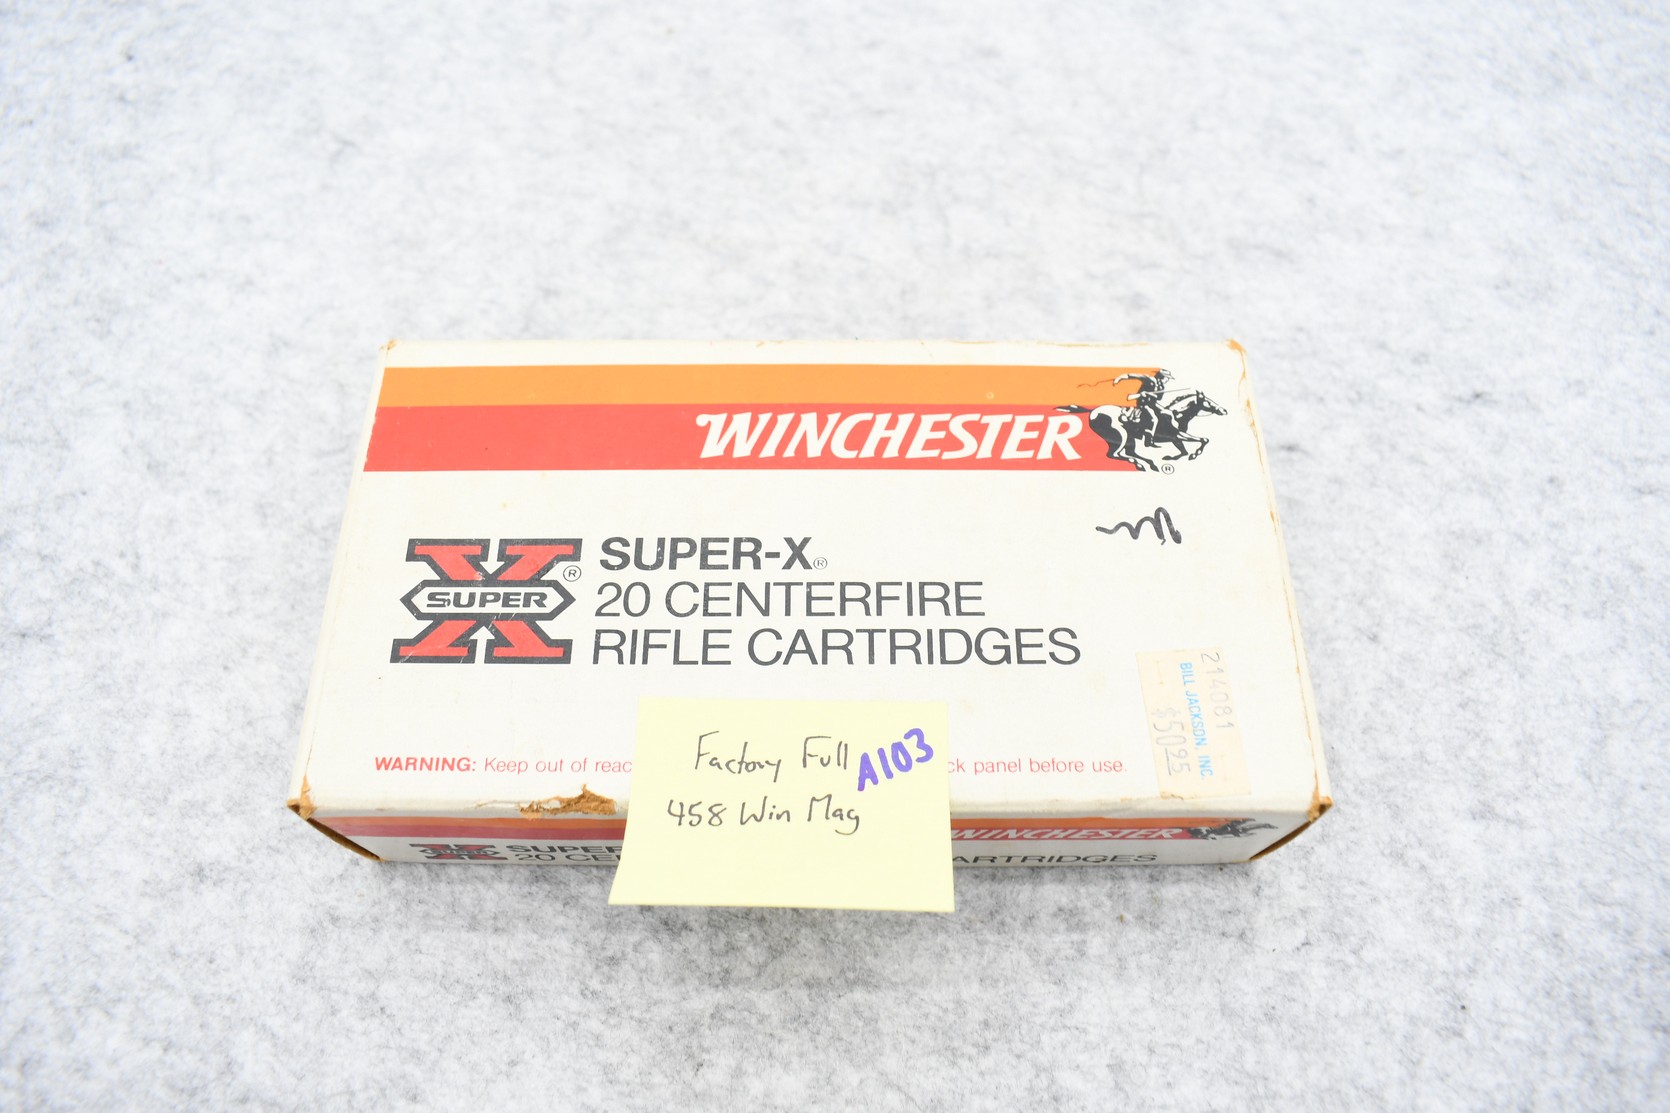 WINCHESTER
®
SUPER
®
SUPER-X®
20 CENTERFIRE
RIFLE CARTRIDGES
214081
BILL JACKSON, INC
$50.95
WARNING: Keep out of reac
ck panel before use.
Factory Full
A103
458 Win Mag
WINCHESTER
SUPER
20 CE
ARTRIDGES